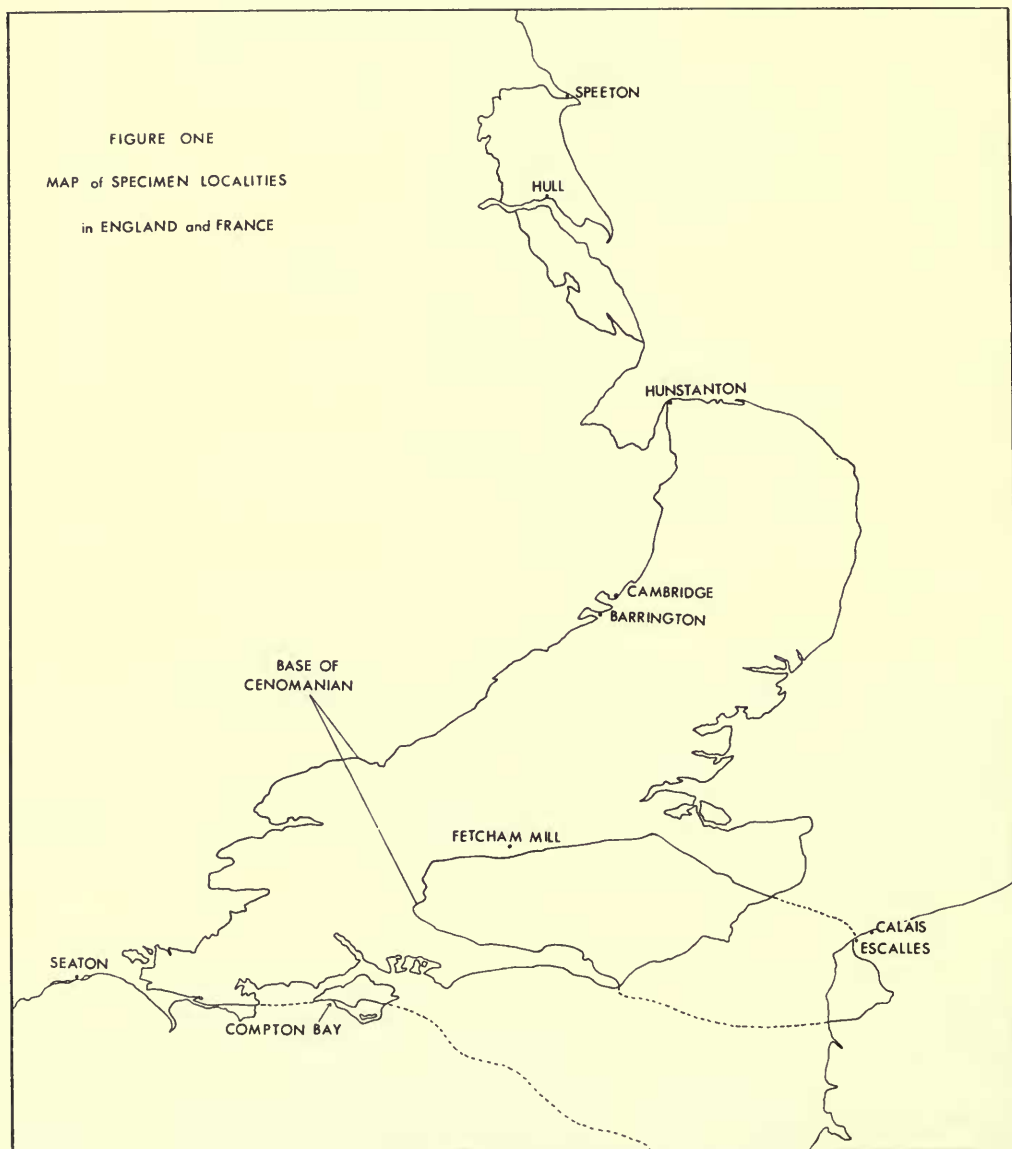 FIGURE ONE
MAP of SPECIMEN LOCALITIES
in ENGLAND and FRANCE
SPEETON
HULL
HUNSTANTON
CAMBRIDGE
BARRINGTON
BASE OF
CENOMANIAN
FETCHAM MILL
CALAIS
ESCALLES
SEATON
COMPTON BAY